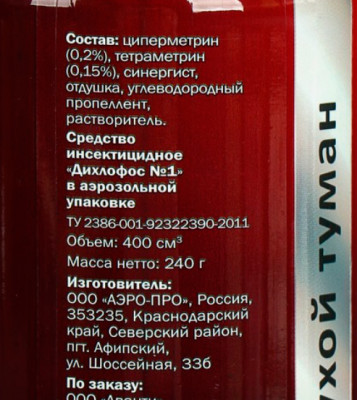 Состав: циперметрин
(0,2%), тетраметрин
(0,15%), синергист,
отдушка, углеводородный
пропеллент,
растворитель.
Средство
инсектицидное
«Дихлофос №1»
в аэрозольной
упаковке
ТУ 2386-001-92322390-2011
Объем: 400 см³
Масса нетто: 240 г
Изготовитель:
ООО «АЭРО-ПРО», Россия,
353235, Краснодарский
край, Северский район,
пгт. Афипский,
ул. Шоссейная, 33б
По заказу:
ООО
туман